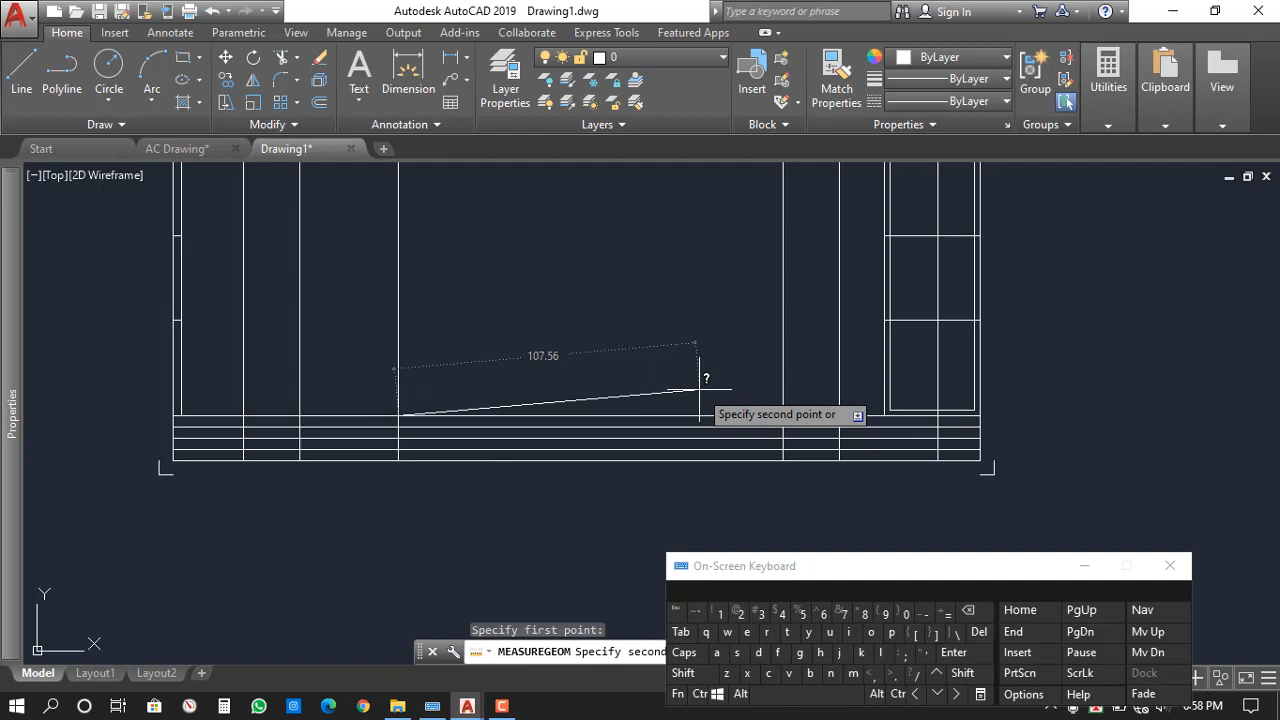 Autodesk AutoCAD 2019 Drawing1.dwg
Type a keyword or phrase
Sign In
Home Insert Annotate Parametric View Manage Output Add-ins Collaborate Express Tools Featured Apps
Line Polyline Circle Arc
Text Dimension
Layer
Properties
0
Insert
Match
Properties
ByLayer
ByLayer
ByLayer
Group
Utilities
Clipboard
View
Draw Modify Annotation Layers Block Properties Groups
Start AC Drawing* Drawing1*
[−][Top][2D Wireframe]
Properties
107.56
?
Specify second point or
Y
X
On-Screen Keyboard
! 1 @ 2 # 3 $ 4 % 5 ^ 6 & 7 * 8 ( 9 ) 0 - + = Home PgUp Nav
Tab q w e r t y u i o p { [ } ] | \ Del End PgDn Mv Up
Caps a s d f g h j k l : ; " ' Enter Insert Pause Mv Dn
Shift z x c v b n m < , > . ? / Shift PrtScn ScrLk Dock
Fn Ctr Alt Alt Ctr Options Help Fade
Specify first point:
MEASUREGEOM Specify second
Model Layout1 Layout2
:58 PM